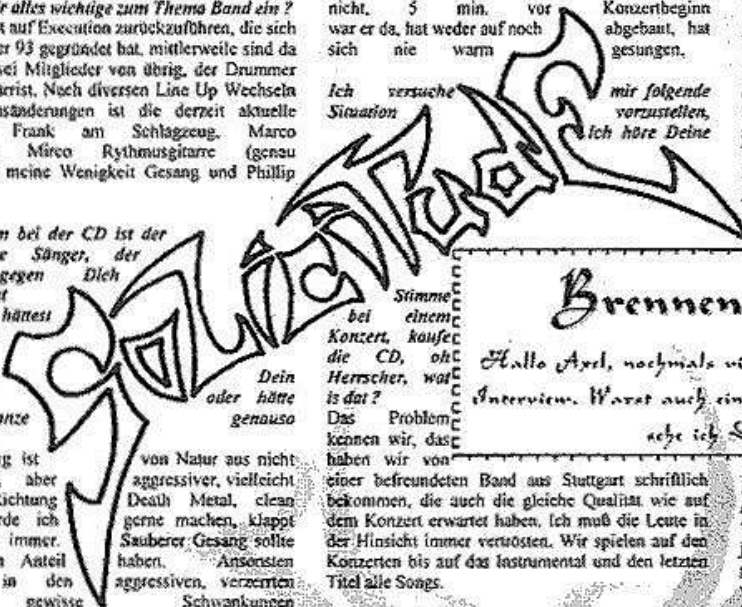 r alles wichtige zum Thema Band ein ?
auf Execution zurückzuführen, die sich
er 93 gegründet hat, mittlerweile sind da
ei Mitglieder von übrig, der Drummer
arrist. Nach diversen Line Up Wechseln
nsänderungen ist die derzeit aktuelle
Frank am Schlagzeug, Marco
Mirco Rythmusgitarre (genau
meine Wenigkeit Gesang und Phillip
n bei der CD ist der
e Sänger, der
gegen Dich
hättest
Dein
oder hätte
anze genauso
g ist von Natur aus nicht
aber aggressiver, vielleicht
Richtung Death Metal, clean
rde ich gerne machen, klappt
immer. Sauberer Gesang sollte
n Anteil haben. Ansonsten
in den aggressiven, verzerrten
gewisse Schwankungen
SOLICITUDE
nicht. 5 min. vor Konzertbeginn
war er da, hat weder auf noch abgebaut, hat
sich nie warm gesungen.
Ich versuche mir folgende
Situation vorzustellen,
Ich höre Deine
Stimme
bei einem
Konzert, kaufe
die CD, oh
Herrscher, wat
is dat ?
Das Problem
kennen wir, das
haben wir von
einer befreundeten Band aus Stuttgart schriftlich
bekommen, die auch die gleiche Qualität wie auf
dem Konzert erwartet haben. Ich muß die Leute in
der Hinsicht immer vertrösten. Wir spielen auf den
Konzerten bis auf das Instrumental und den letzten
Titel alle Songs.
Brennen
Hallo Axel, nochmals vi
Interview. Warst auch ein
sehe ich